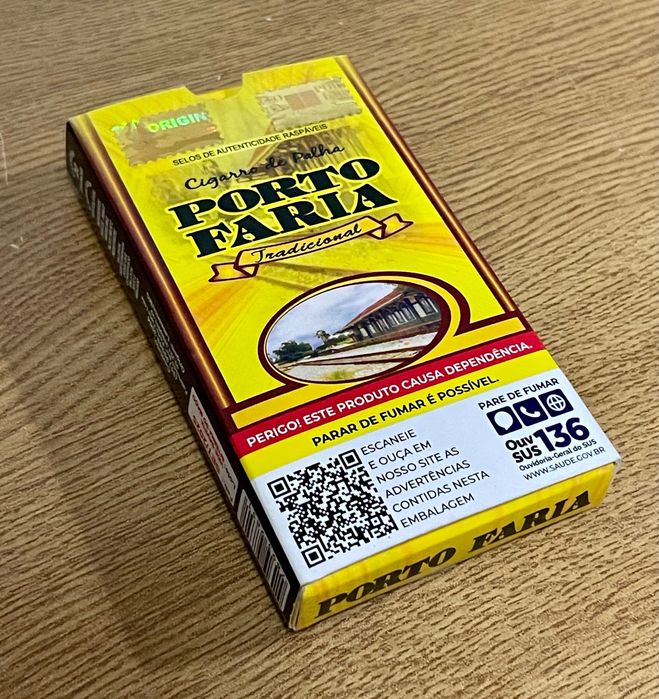 ORIGIN
SELOS DE AUTENTICIDADE RASPÁVEIS
Cigarro de Palha
PORTO
FARIA
Tradicional
PERIGO! ESTE PRODUTO CAUSA DEPENDÊNCIA.
PARAR DE FUMAR É POSSÍVEL.
ESCANEIE
E OUÇA EM
NOSSO SITE AS
ADVERTÊNCIAS
CONTIDAS NESTA
EMBALAGEM
PARE DE FUMAR
Ouv
SUS 136
Ouvidoria-Geral do SUS
WWW.SAUDE.GOV.BR
PORTO FARIA